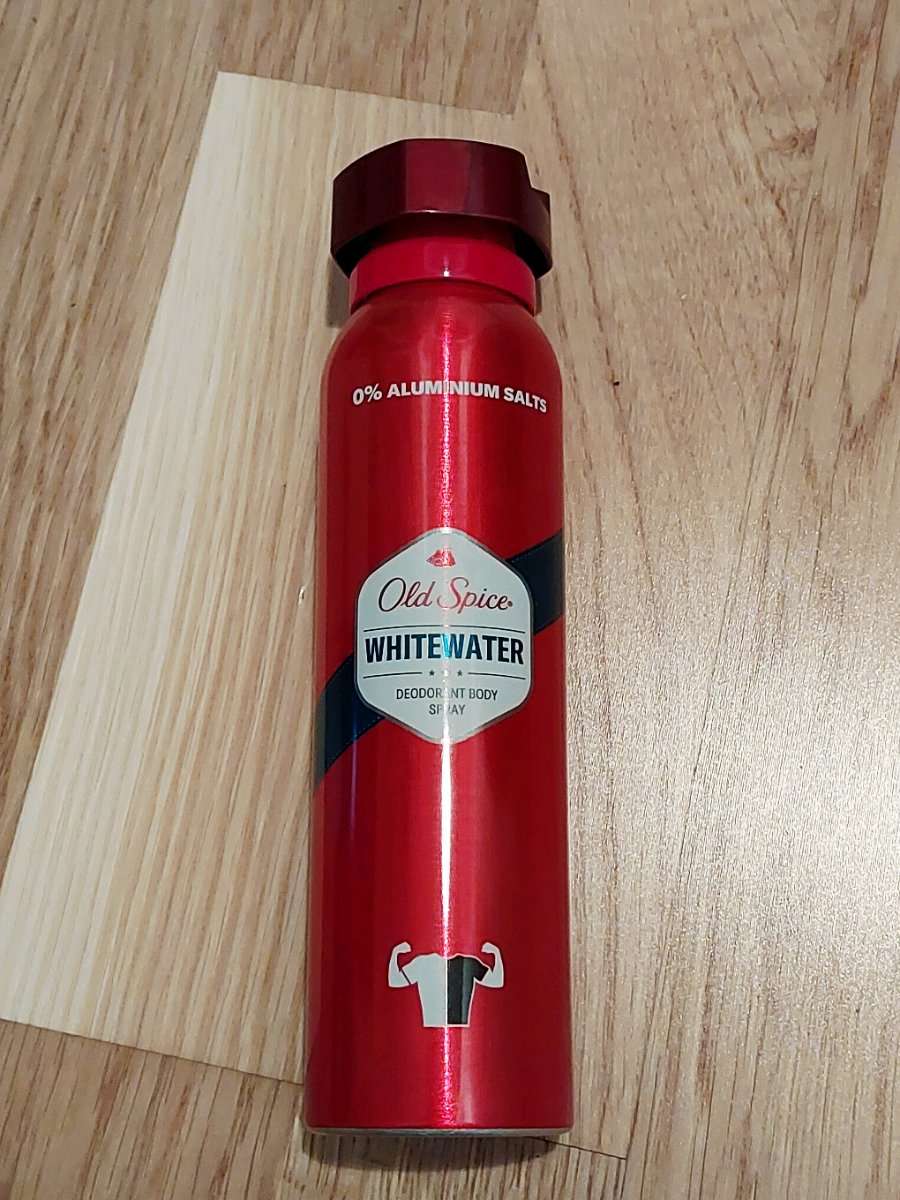 0% ALUMINIUM SALTS
Old Spice
WHITEWATER
DEODORANT BODY
SPRAY